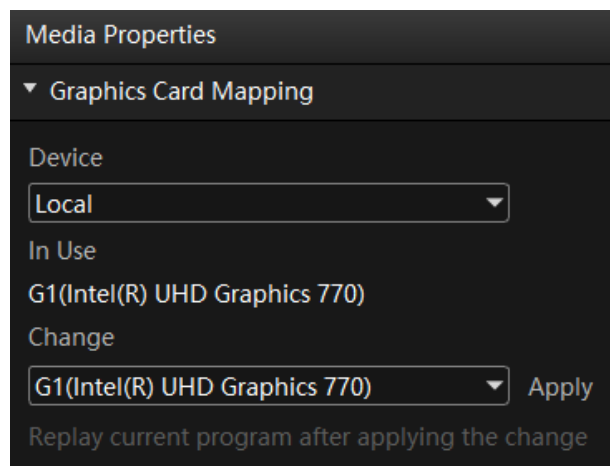 Media Properties
Graphics Card Mapping
Device
Local
In Use
G1(Intel(R) UHD Graphics 770)
Change
G1(Intel(R) UHD Graphics 770) Apply
Replay current program after applying the change